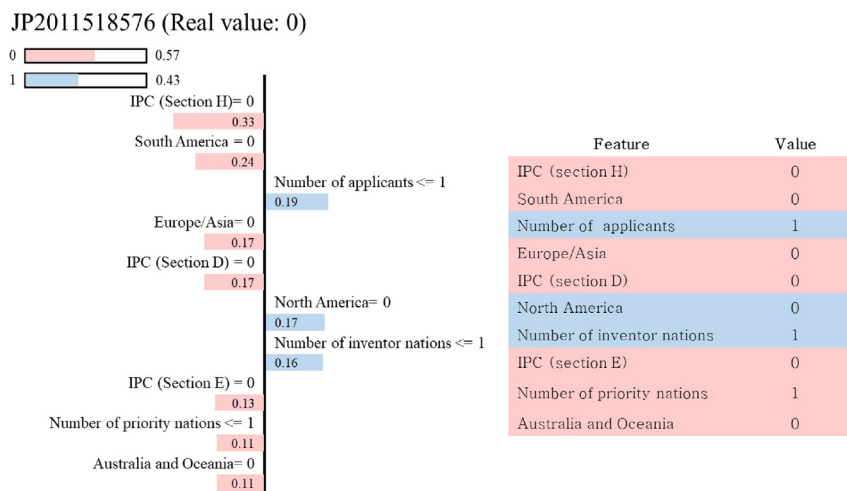 JP2011518576 (Real value: 0)
0 0.57
1 0.43
IPC (Section H)= 0
0.33
South America = 0
0.24
Number of applicants <= 1
0.19
Europe/Asia= 0
0.17
IPC (Section D) = 0
0.17
North America= 0
0.17
Number of inventor nations <= 1
0.16
IPC (Section E) = 0
0.13
Number of priority nations <= 1
0.11
Australia and Oceania= 0
0.11
Feature Value
IPC (section H) 0
South America 0
Number of applicants 1
Europe/Asia 0
IPC (section D) 0
North America 0
Number of inventor nations 1
IPC (section E) 0
Number of priority nations 1
Australia and Oceania 0